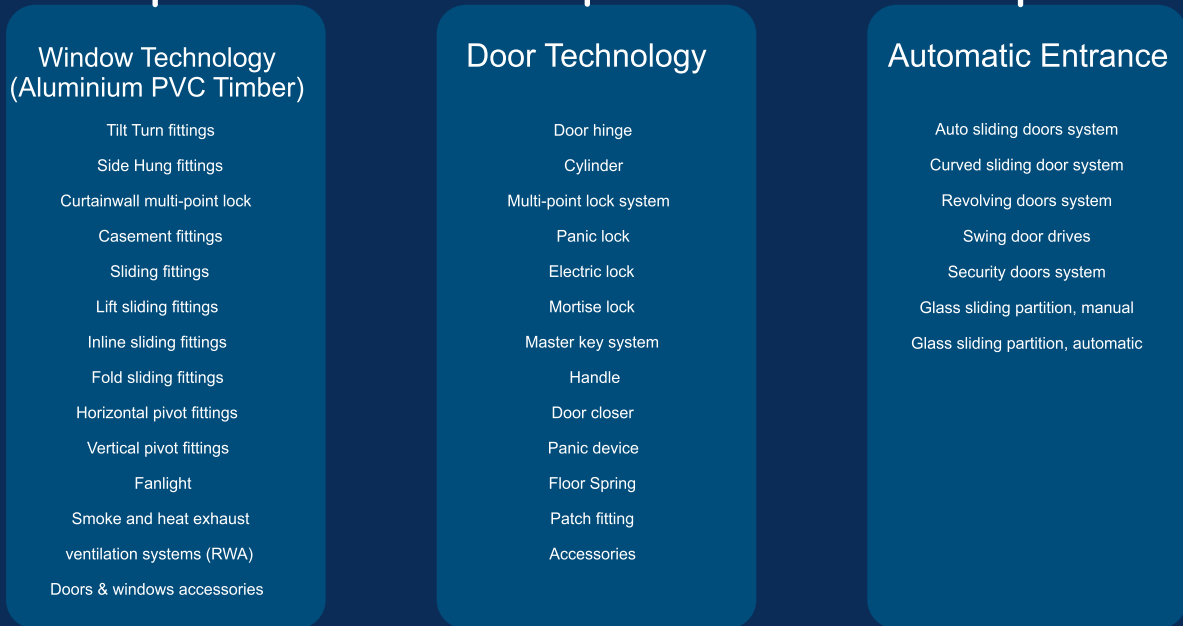 Window Technology
(Aluminium PVC Timber)
Tilt Turn fittings
Side Hung fittings
Curtainwall multi-point lock
Casement fittings
Sliding fittings
Lift sliding fittings
Inline sliding fittings
Fold sliding fittings
Horizontal pivot fittings
Vertical pivot fittings
Fanlight
Smoke and heat exhaust
ventilation systems (RWA)
Doors & windows accessories
Door Technology
Door hinge
Cylinder
Multi-point lock system
Panic lock
Electric lock
Mortise lock
Master key system
Handle
Door closer
Panic device
Floor Spring
Patch fitting
Accessories
Automatic Entrance
Auto sliding doors system
Curved sliding door system
Revolving doors system
Swing door drives
Security doors system
Glass sliding partition, manual
Glass sliding partition, automatic